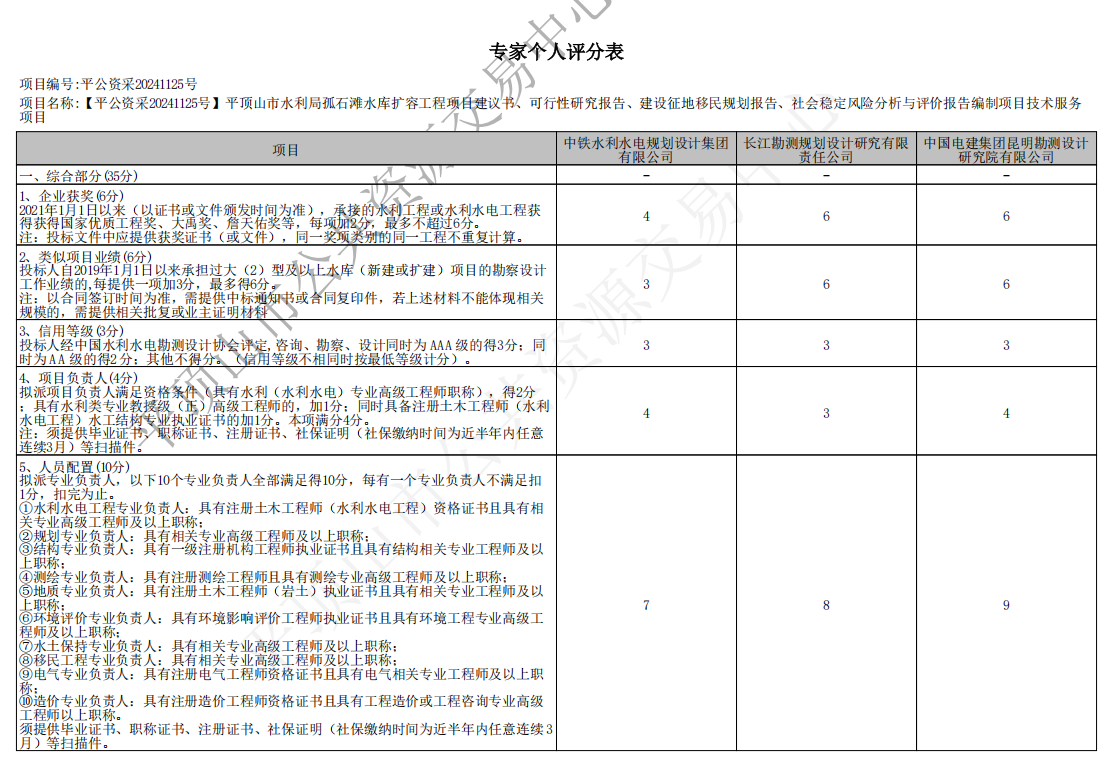 专家个人评分表
项目编号:平公资采20241125号
项目名称:【平公资采20241125号】平顶山市水利局孤石滩水库扩容工程项目建议书、可行性研究报告、建设征地移民规划报告、社会稳定风险分析与评价报告编制项目技术服务
项目
项目
中铁水利水电规划设计集团
有限公司
长江勘测规划设计研究有限
责任公司
中国电建集团昆明勘测设计
研究院有限公司
一、综合部分(35分)
-
-
-
1、企业获奖(6分)
2021年1月1日以来（以证书或文件颁发时间为准），承接的水利工程或水利水电工程获
得获得国家优质工程奖、大禹奖、詹天佑奖等，每项加2分，最多不超过6分。
注：投标文件中应提供获奖证书（或文件），同一奖项类别的同一工程不重复计算。
4
6
6
2、类似项目业绩(6分)
投标人自2019年1月1日以来承担过大（2）型及以上水库（新建或扩建）项目的勘察设计
工作业绩的,每提供一项加3分，最多得6分。
注：以合同签订时间为准，需提供中标通知书或合同复印件，若上述材料不能体现相关
规模的，需提供相关批复或业主证明材料
3
6
6
3、信用等级(3分)
投标人经中国水利水电勘测设计协会评定,咨询、勘察、设计同时为 AAA 级的得3分；同
时为AA 级的得2分；其他不得分。（信用等级不相同时按最低等级计分）。
3
3
3
4、项目负责人(4分)
拟派项目负责人满足资格条件（具有水利（水利水电）专业高级工程师职称），得2分
；具有水利类专业教授级（正）高级工程师的，加1分；同时具备注册土木工程师（水利
水电工程）水工结构专业执业证书的加1分。本项满分4分。
注：须提供毕业证书、职称证书、注册证书、社保证明（社保缴纳时间为近半年内任意
连续3月）等扫描件。
4
3
4
5、人员配置(10分)
拟派专业负责人，以下10个专业负责人全部满足得10分，每有一个专业负责人不满足扣
1分，扣完为止。
①水利水电工程专业负责人：具有注册土木工程师（水利水电工程）资格证书且具有相
关专业高级工程师及以上职称；
②规划专业负责人：具有相关专业高级工程师及以上职称；
③结构专业负责人：具有一级注册机构工程师执业证书且具有结构相关专业工程师及以
上职称；
④测绘专业负责人：具有注册测绘工程师且具有测绘专业高级工程师及以上职称；
⑤地质专业负责人：具有注册土木工程师（岩土）执业证书且具有相关专业工程师及以
上职称；
⑥环境评价专业负责人：具有环境影响评价工程师执业证书且具有环境工程专业高级工
程师及以上职称；
⑦水土保持专业负责人：具有相关专业高级工程师及以上职称；
⑧移民工程专业负责人：具有相关专业高级工程师及以上职称；
⑨电气专业负责人：具有注册电气工程师资格证书且具有电气相关专业工程师及以上职
称；
⑩造价专业负责人：具有注册造价工程师资格证书且具有工程造价或工程咨询专业高级
工程师以上职称。
须提供毕业证书、职称证书、注册证书、社保证明（社保缴纳时间为近半年内任意连续3
月）等扫描件。
7
8
9
平顶山市公共资源交易中心
平顶山市公共资源交易中心